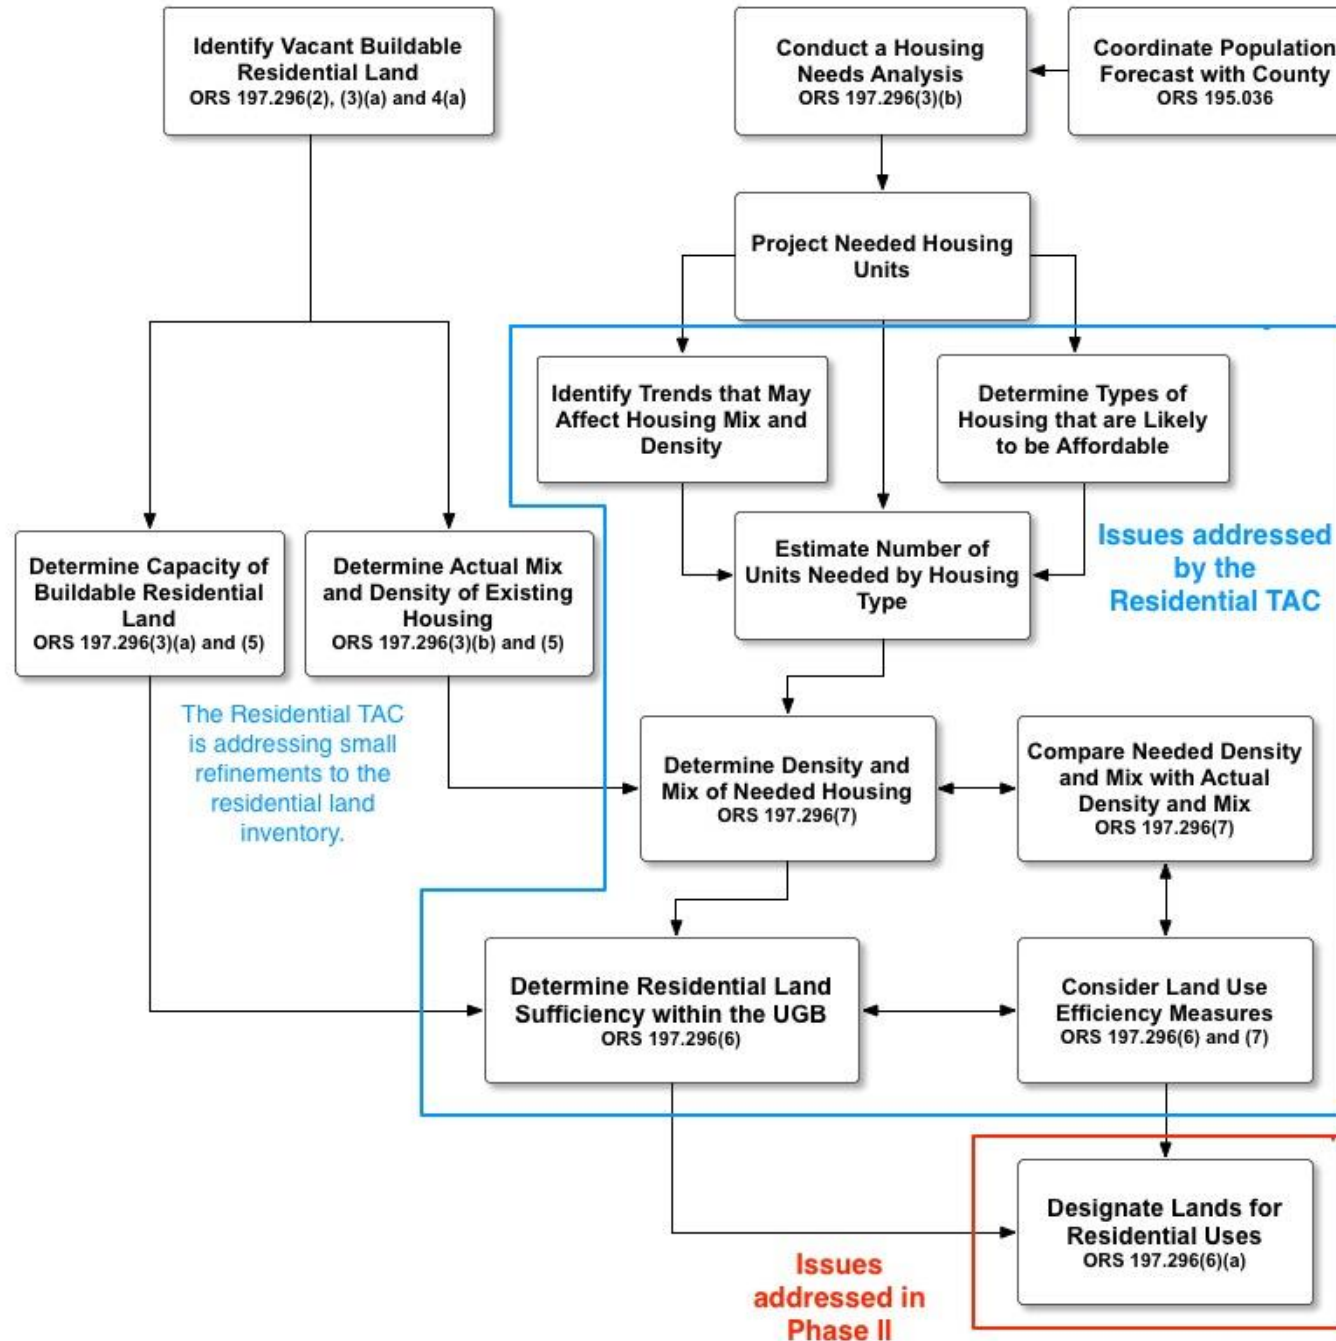 Identify Vacant Buildable
Residential Land
ORS 197.296(2), (3)(a) and 4(a)
Conduct a Housing
Needs Analysis
ORS 197.296(3)(b)
Coordinate Population
Forecast with County
ORS 195.036
Project Needed Housing
Units
Identify Trends that May
Affect Housing Mix and
Density
Determine Types of
Housing that are Likely
to be Affordable
Determine Capacity of
Buildable Residential
Land
ORS 197.296(3)(a) and (5)
Determine Actual Mix
and Density of Existing
Housing
ORS 197.296(3)(b) and (5)
Estimate Number of
Units Needed by Housing
Type
Issues addressed
by the
Residential TAC
The Residential TAC
is addressing small
refinements to the
residential land
inventory.
Determine Density and
Mix of Needed Housing
ORS 197.296(7)
Compare Needed Density
and Mix with Actual
Density and Mix
ORS 197.296(7)
Determine Residential Land
Sufficiency within the UGB
ORS 197.296(6)
Consider Land Use
Efficiency Measures
ORS 197.296(6) and (7)
Designate Lands for
Residential Uses
ORS 197.296(6)(a)
Issues
addressed in
Phase II